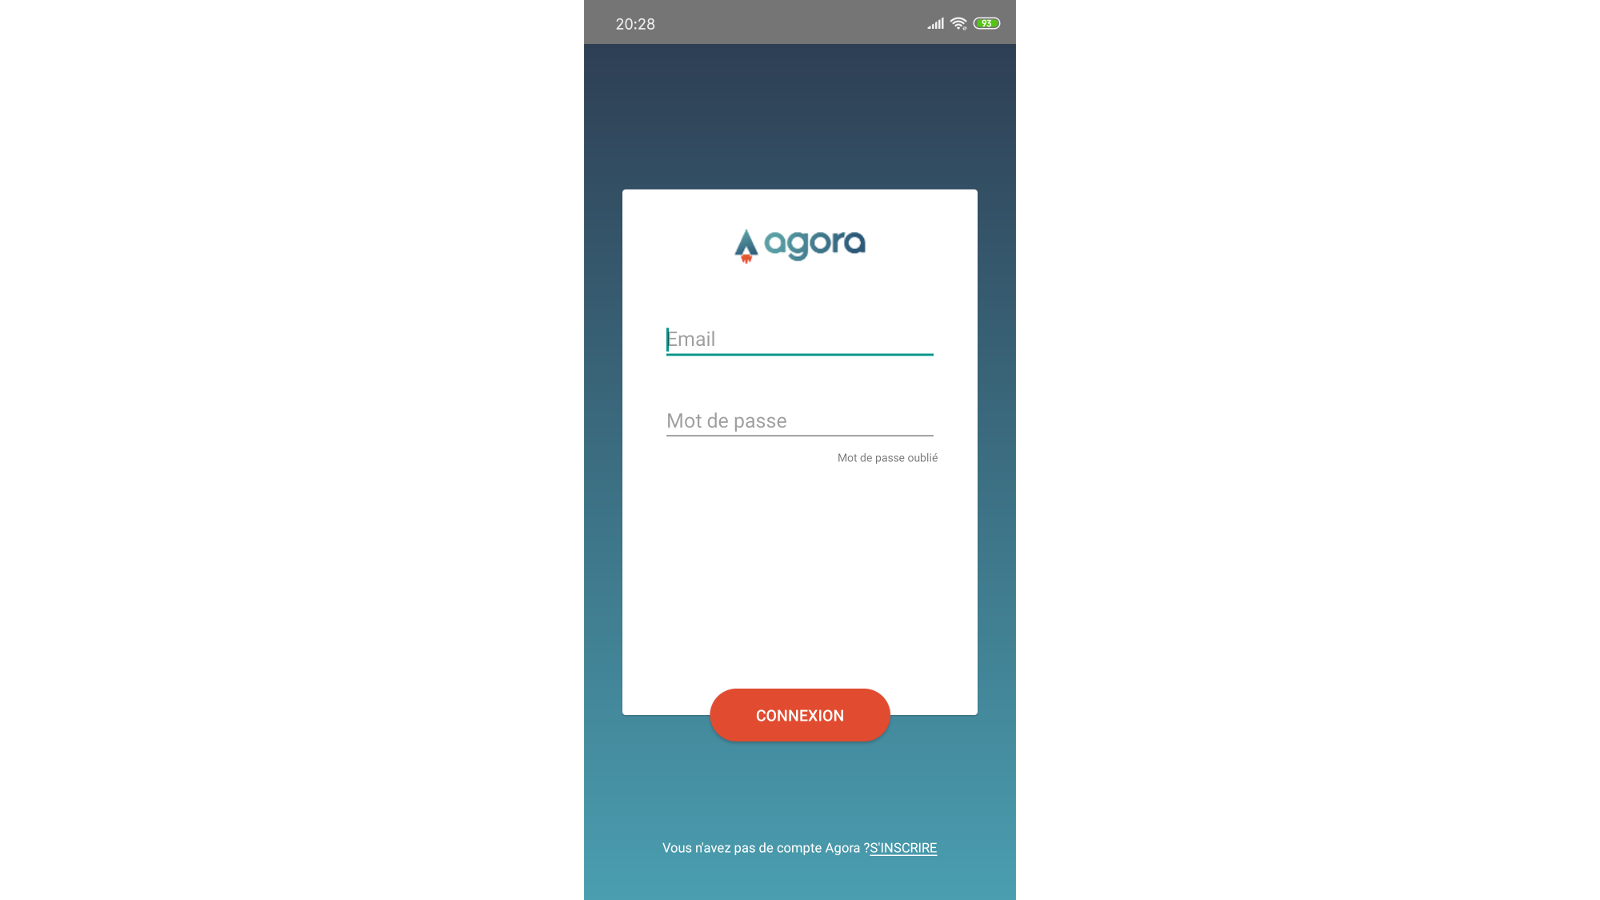 20:28
93
agora
Email
Mot de passe
Mot de passe oublié
CONNEXION
Vous n'avez pas de compte Agora ?S'INSCRIRE